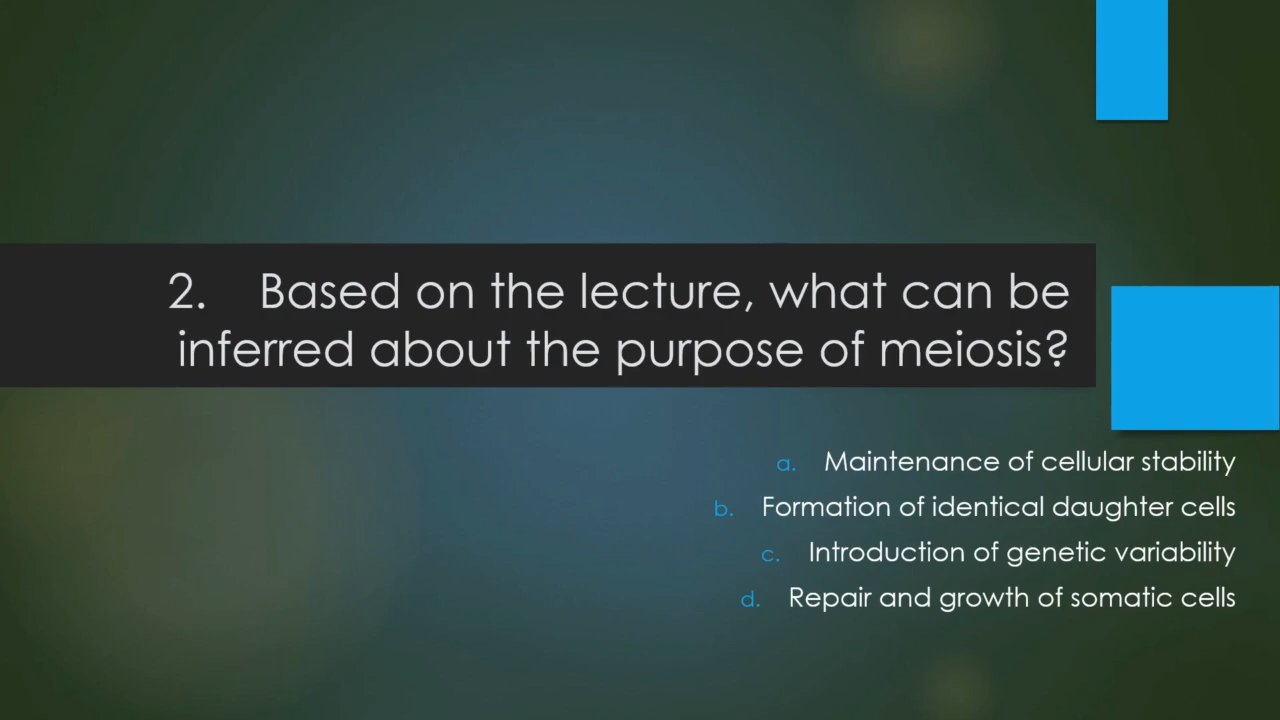 2. Based on the lecture, what can be
inferred about the purpose of meiosis?
a. Maintenance of cellular stability
b. Formation of identical daughter cells
c. Introduction of genetic variability
d. Repair and growth of somatic cells